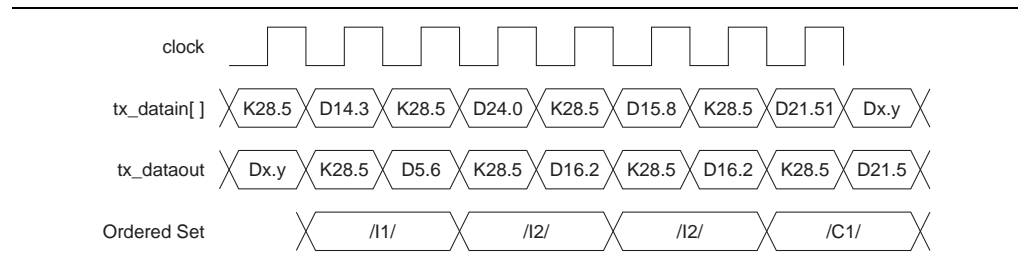 clock
tx_datain[ ] K28.5 D14.3 K28.5 D24.0 K28.5 D15.8 K28.5 D21.51 Dx.y
tx_dataout Dx.y K28.5 D5.6 K28.5 D16.2 K28.5 D16.2 K28.5 D21.5
Ordered Set /I1/ /I2/ /I2/ /C1/